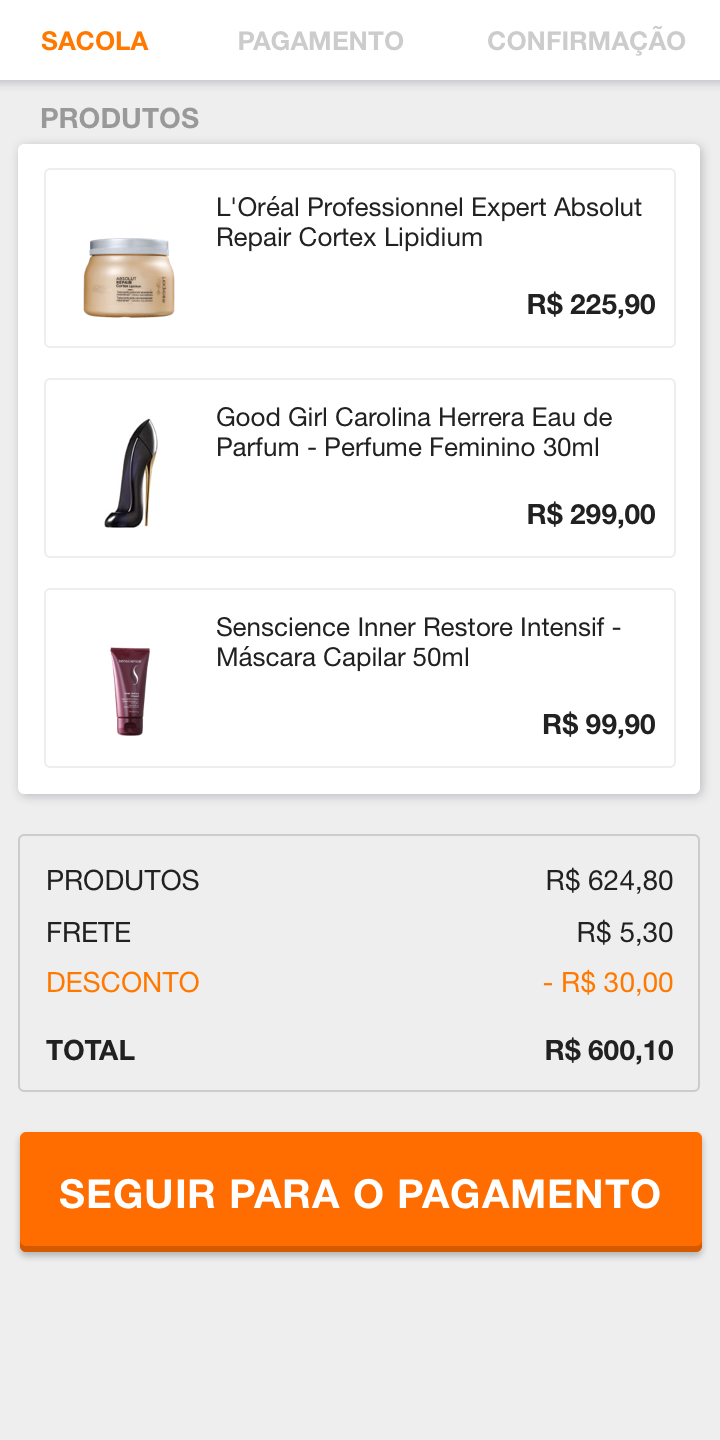 SACOLA PAGAMENTO CONFIRMAÇÃO
PRODUTOS
L'Oréal Professionnel Expert Absolut
Repair Cortex Lipidium
ABSOLUT
REPAIR
R$ 225,90
Good Girl Carolina Herrera Eau de
Parfum - Perfume Feminino 30ml
R$ 299,00
Senscience Inner Restore Intensif -
Máscara Capilar 50ml
R$ 99,90
PRODUTOS R$ 624,80
FRETE R$ 5,30
DESCONTO - R$ 30,00
TOTAL R$ 600,10
SEGUIR PARA O PAGAMENTO